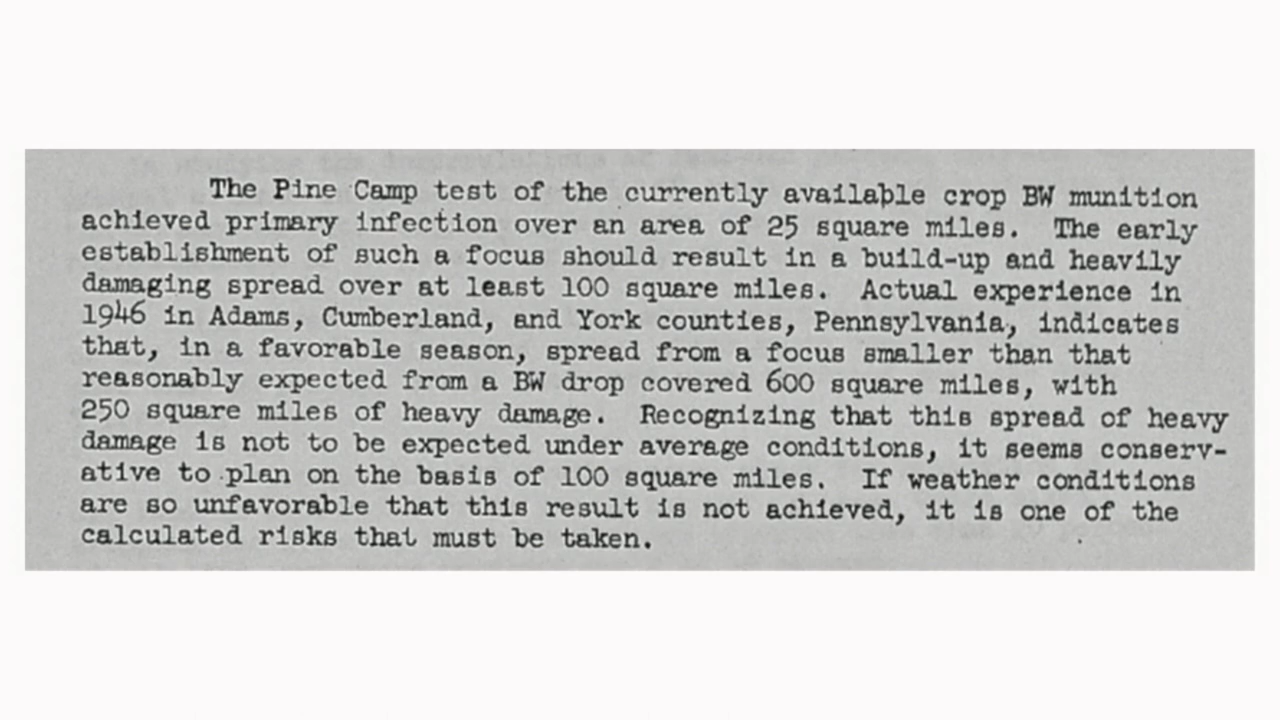 The Pine Camp test of the currently available crop BW munition
achieved primary infection over an area of 25 square miles. The early
establishment of such a focus should result in a build-up and heavily
damaging spread over at least 100 square miles. Actual experience in
1946 in Adams, Cumberland, and York counties, Pennsylvania, indicates
that, in a favorable season, spread from a focus smaller than that
reasonably expected from a BW drop covered 600 square miles, with
250 square miles of heavy damage. Recognizing that this spread of heavy
damage is not to be expected under average conditions, it seems conserv-
ative to plan on the basis of 100 square miles. If weather conditions
are so unfavorable that this result is not achieved, it is one of the
calculated risks that must be taken.